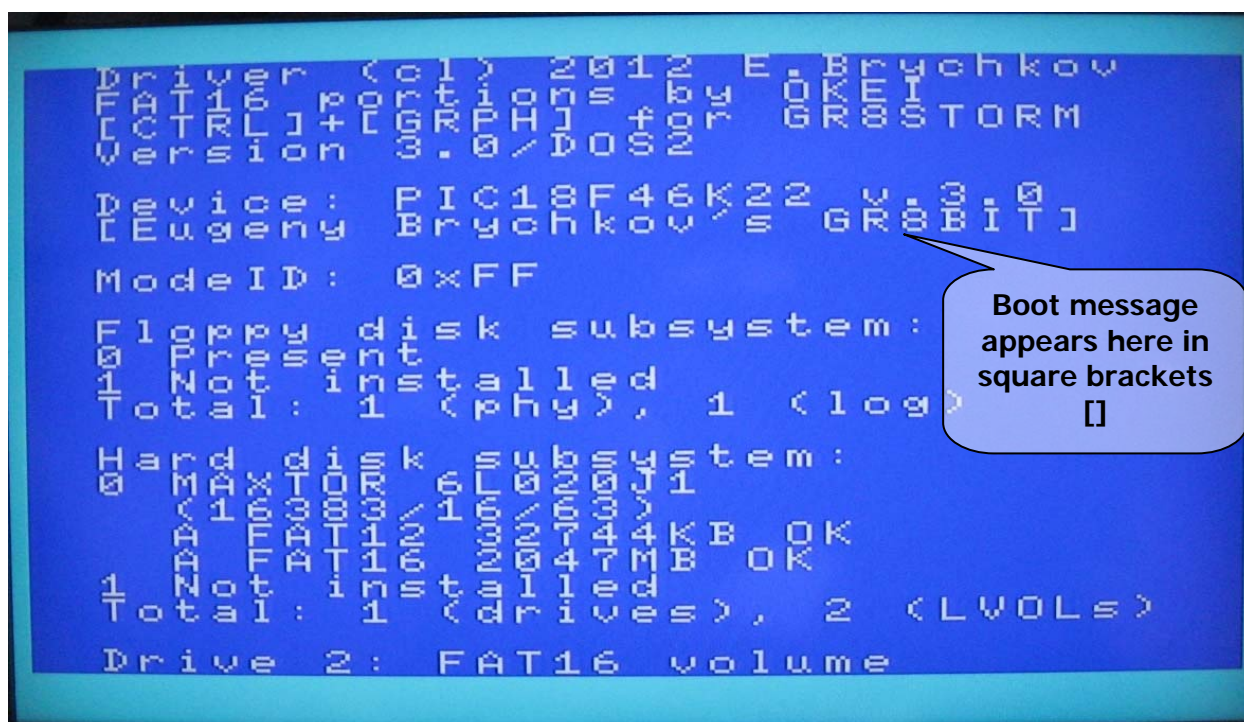 Driver (cl) 2012 E.Brychkov
FAT16 portions by OKEI
[CTRL]+[GRPH] for GR8STORM
Version 3.0/DOS2
Device: PIC18F46K22 v.3.0
[Eugeny Brychkov's GR8BIT]
ModeID: 0xFF
Floppy disk subsystem:
0 Present
1 Not installed
Total: 1 (phy), 1 (log)
Hard disk subsystem:
0 MAXTOR 6L020J1
(16383/16/63)
A FAT12 32744KB OK
A FAT16 2047MB OK
1 Not installed
Total: 1 (drives), 2 (LVOLs)
Drive 2: FAT16 volume
Boot message
appears here in
square brackets
[]